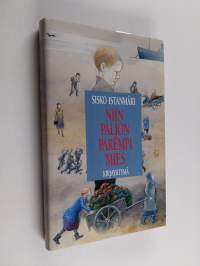 SISKO ISTANMÄKI
NIIN
PALJON
PAREMPI
MIES
KIRJAYHTYMÄ